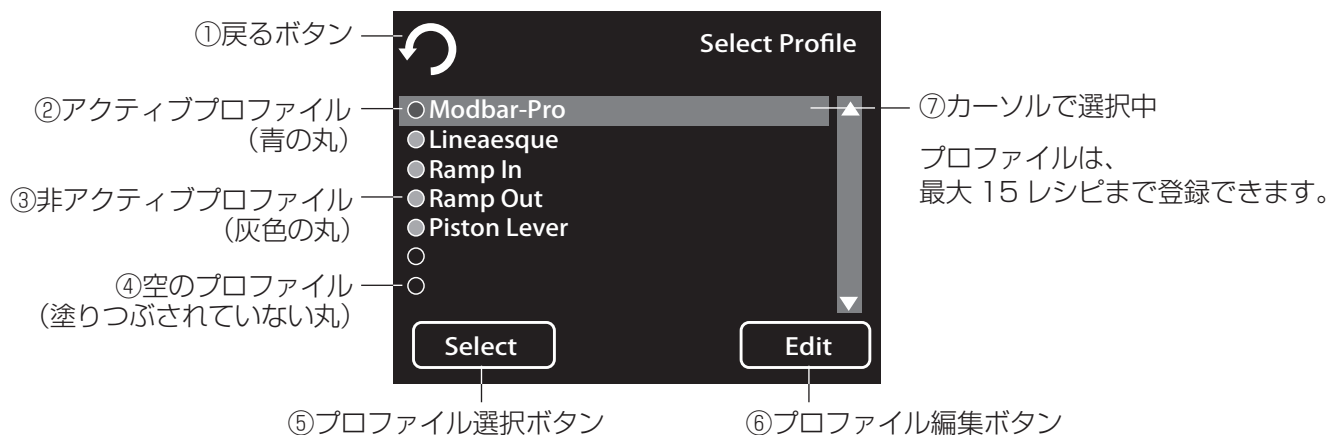 ①戻るボタン
Select Profile
②アクティブプロファイル
（青の丸）
Modbar-Pro
⑦カーソルで選択中
Lineaesque
プロファイルは、
最大 15 レシピまで登録できます。
Ramp In
③非アクティブプロファイル
（灰色の丸）
Ramp Out
Piston Lever
④空のプロファイル
（塗りつぶされていない丸）
Select
Edit
⑤プロファイル選択ボタン
⑥プロファイル編集ボタン